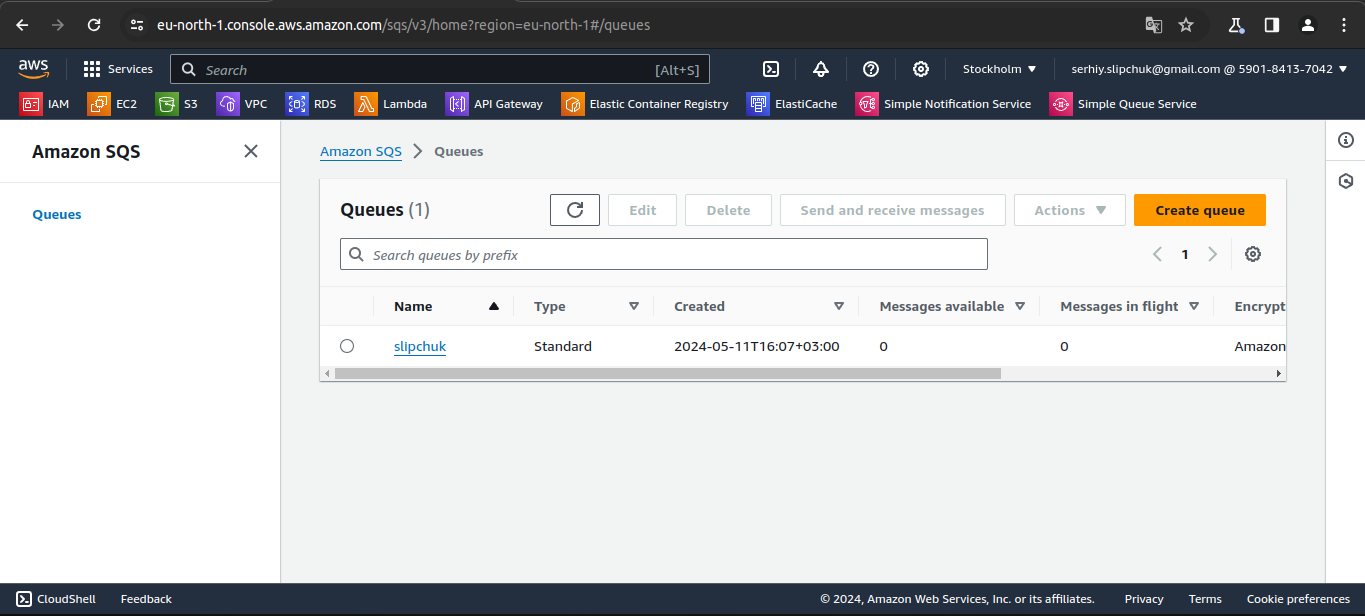 eu-north-1.console.aws.amazon.com/sqs/v3/home?region=eu-north-1#/queues
aws Services Search [Alt+S] Stockholm serhiy.slipchuk@gmail.com @ 5901-8413-7042
IAM EC2 S3 VPC RDS Lambda API Gateway Elastic Container Registry ElastiCache Simple Notification Service Simple Queue Service
Amazon SQS
Queues
Amazon SQS Queues
Queues (1) Edit Delete Send and receive messages Actions Create queue
Search queues by prefix 1
Name Type Created Messages available Messages in flight Encrypt
slipchuk Standard 2024-05-11T16:07+03:00 0 0 Amazon
CloudShell Feedback © 2024, Amazon Web Services, Inc. or its affiliates. Privacy Terms Cookie preferences